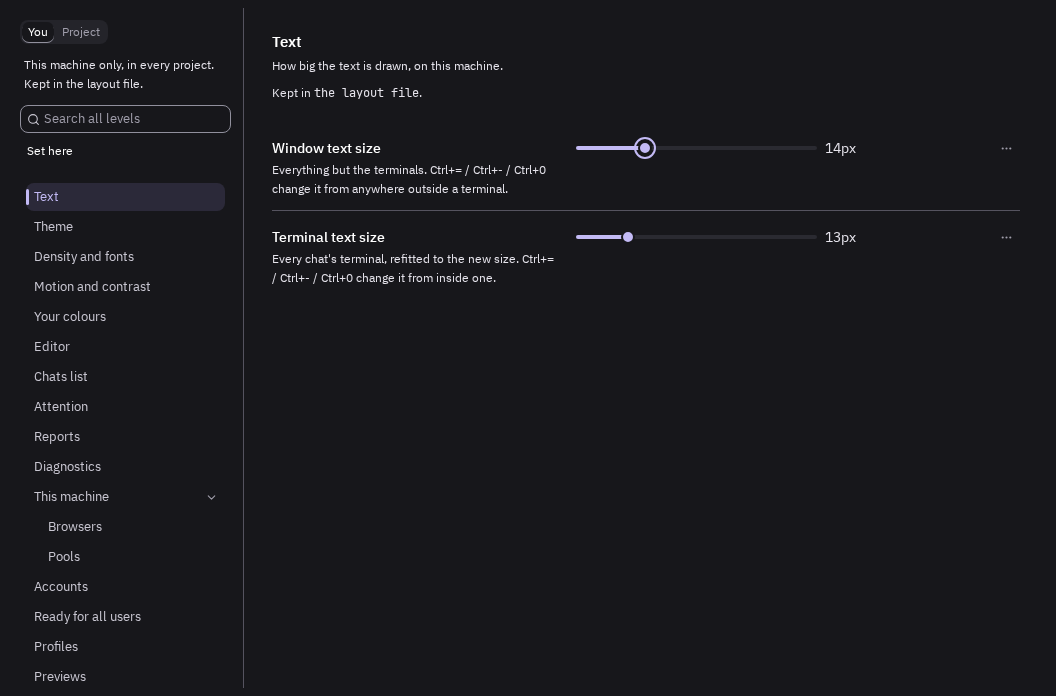 You Project
This machine only, in every project.
Kept in the layout file.
Search all levels
Set here
Text
Theme
Density and fonts
Motion and contrast
Your colours
Editor
Chats list
Attention
Reports
Diagnostics
This machine
Browsers
Pools
Accounts
Ready for all users
Profiles
Previews
Text
How big the text is drawn, on this machine.
Kept in the layout file.
Window text size
14px
Everything but the terminals. Ctrl+= / Ctrl+- / Ctrl+0
change it from anywhere outside a terminal.
Terminal text size
13px
Every chat's terminal, refitted to the new size. Ctrl+=
/ Ctrl+- / Ctrl+0 change it from inside one.